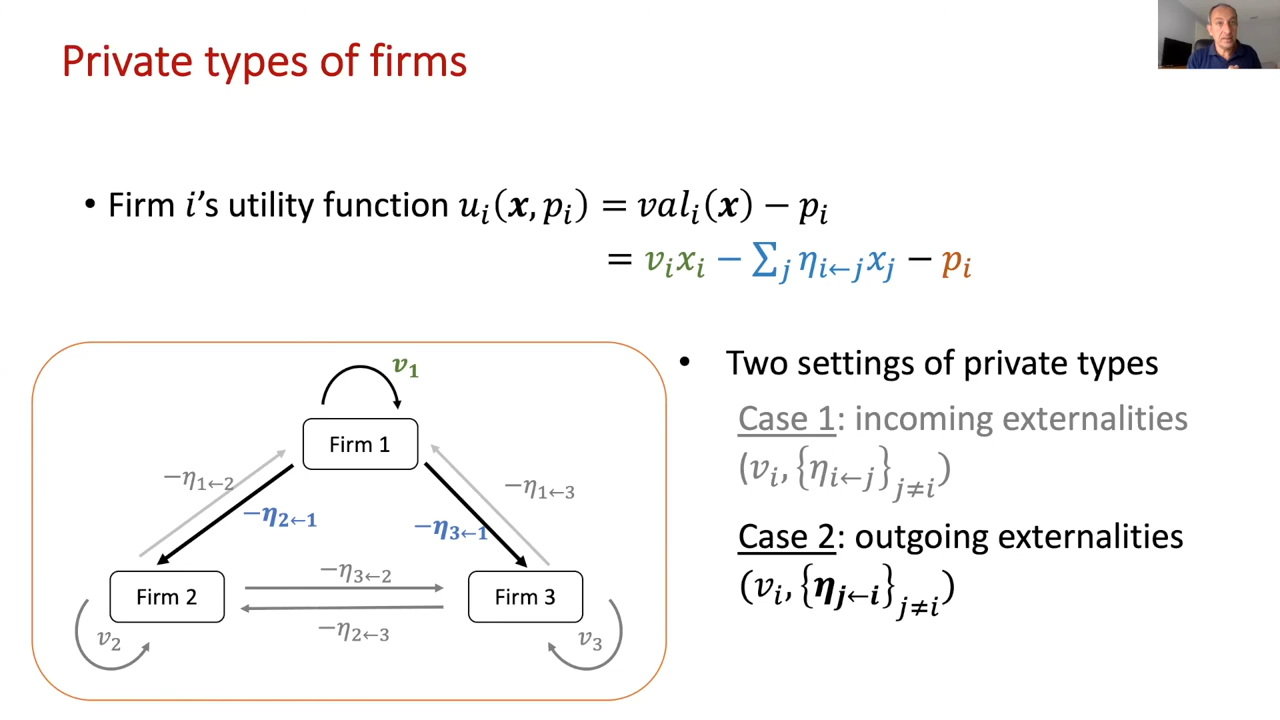 Private types of firms
• Firm i's utility function u_i(x, p_i) = val_i(x) − p_i
= v_i x_i − ∑_j η_{i←j} x_j − p_i
v_1
Firm 1
−η_{1←2}
−η_{2←1}
−η_{3←1}
−η_{1←3}
Firm 2
−η_{3←2}
−η_{2←3}
Firm 3
v_2
v_3
• Two settings of private types
Case 1: incoming externalities
(v_i, {η_{i←j}}_{j≠i})
Case 2: outgoing externalities
(v_i, {η_{j←i}}_{j≠i})